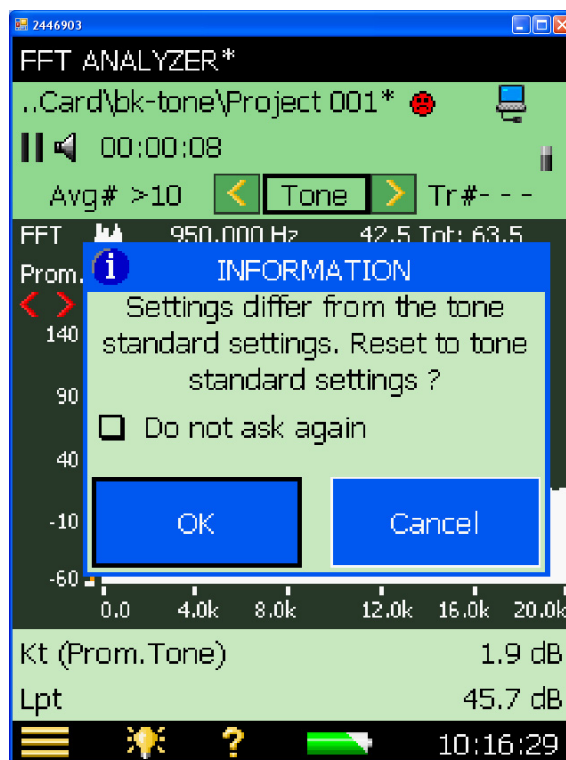 2446903
FFT ANALYZER*
..Card\bk-tone\Project 001*
00:00:08
Avg# >10 < Tone > Tr#- - -
FFT 950.000 Hz 42.5 Tot: 63.5
Prom.
i INFORMATION
< >
Settings differ from the tone
standard settings. Reset to tone
standard settings ?
Do not ask again
OK Cancel
140
90
40
-10
-60
0.0 4.0k 8.0k 12.0k 16.0k 20.0k
Kt (Prom.Tone) 1.9 dB
Lpt 45.7 dB
? 10:16:29